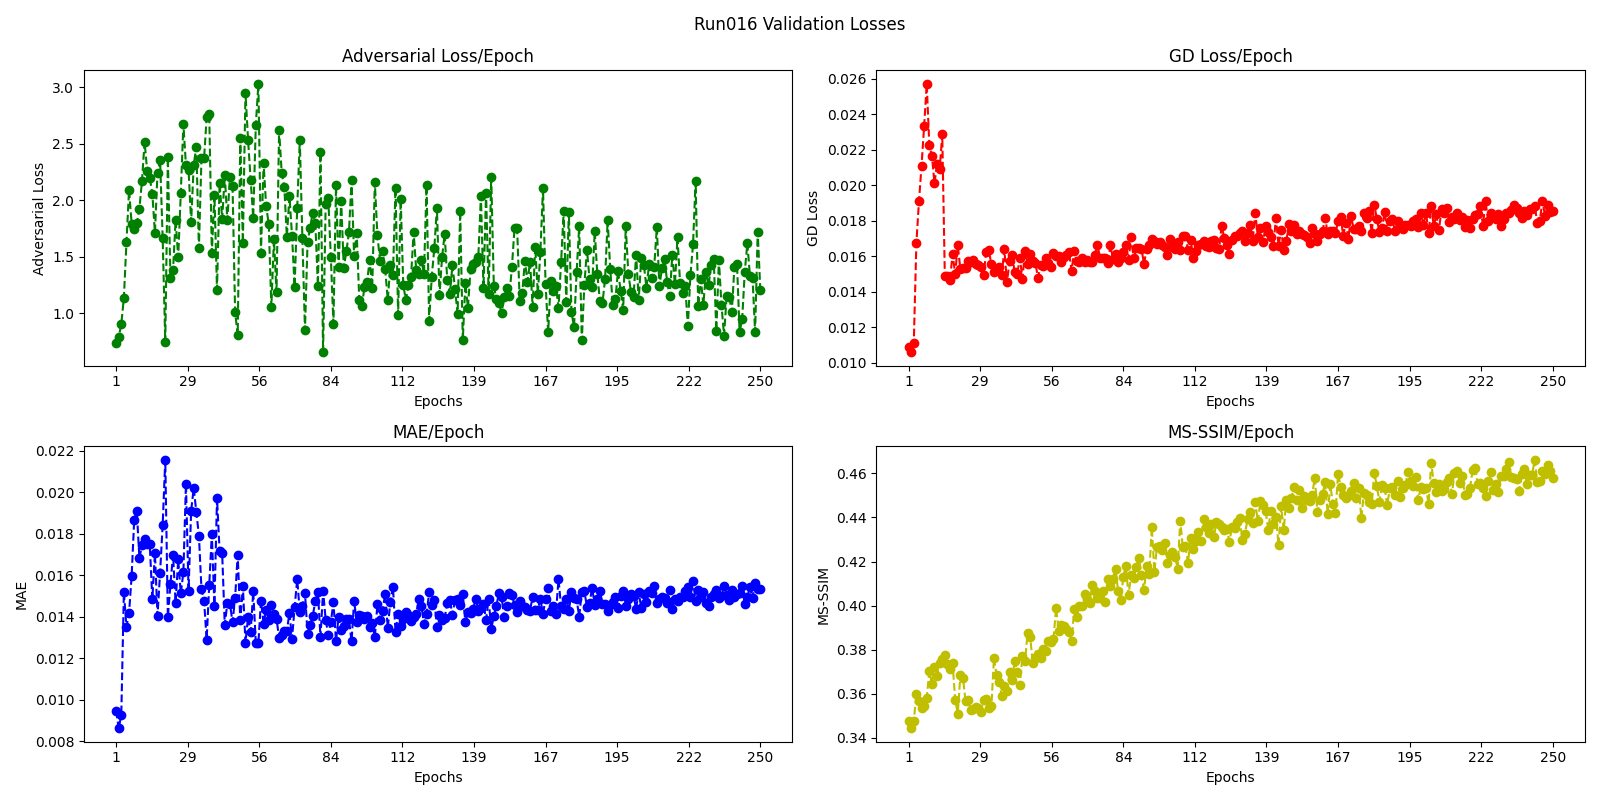 Run016 Validation Losses
Adversarial Loss/Epoch
Adversarial Loss
3.0
2.5
2.0
1.5
1.0
1 29 56 84 112 139 167 195 222 250
Epochs
GD Loss/Epoch
GD Loss
0.026
0.024
0.022
0.020
0.018
0.016
0.014
0.012
0.010
1 29 56 84 112 139 167 195 222 250
Epochs
MAE/Epoch
MAE
0.022
0.020
0.018
0.016
0.014
0.012
0.010
0.008
1 29 56 84 112 139 167 195 222 250
Epochs
MS-SSIM/Epoch
MS-SSIM
0.46
0.44
0.42
0.40
0.38
0.36
0.34
1 29 56 84 112 139 167 195 222 250
Epochs